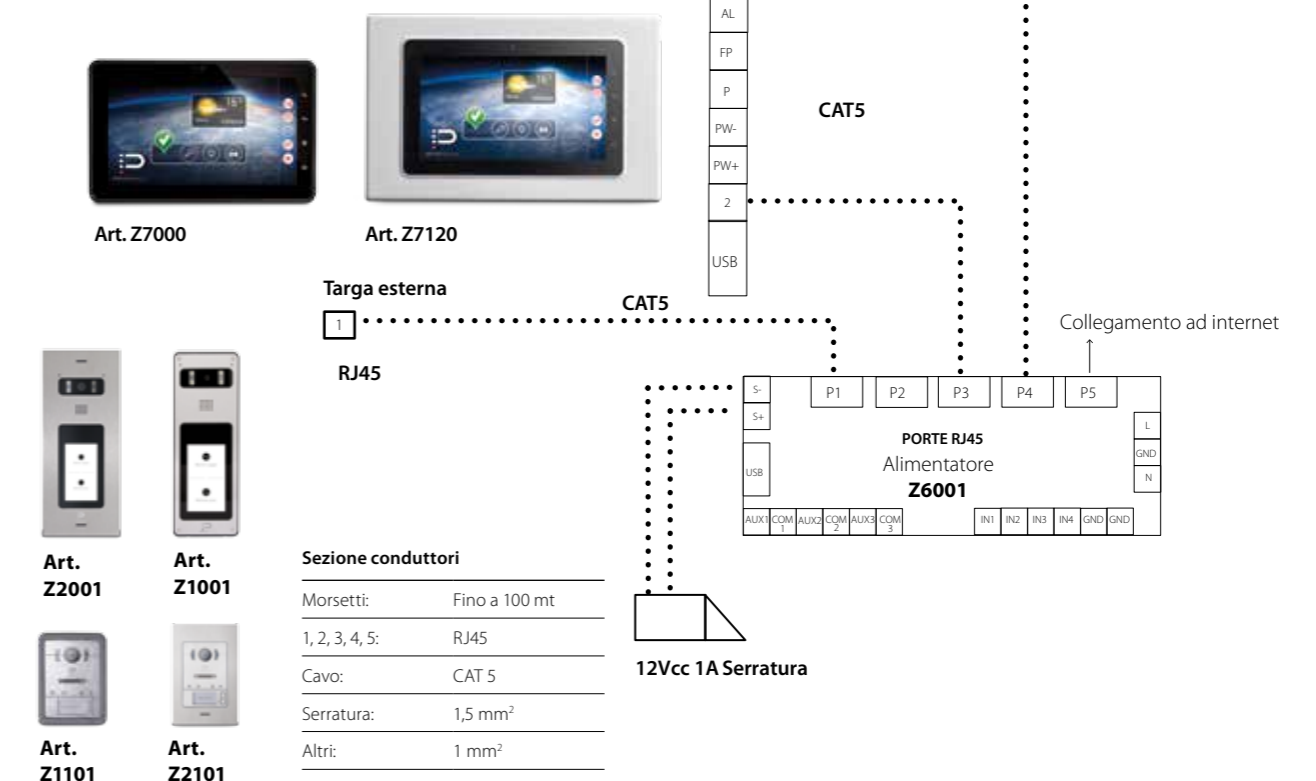 AL
FP
P
PW-
PW+
2
USB
CAT5
Art. Z7000
Art. Z7120
Targa esterna
1
CAT5
RJ45
Collegamento ad internet
S-
S+
USB
P1
P2
P3
P4
P5
PORTE RJ45
Alimentatore
Z6001
L
GND
N
AUX1
COM
1
AUX2
COM
2
AUX3
COM
3
IN1
IN2
IN3
IN4
GND
GND
12Vcc 1A Serratura
Art.
Z2001
Art.
Z1001
Art.
Z1101
Art.
Z2101
Sezione conduttori
Morsetti: Fino a 100 mt
1, 2, 3, 4, 5: RJ45
Cavo: CAT 5
Serratura: 1,5 mm²
Altri: 1 mm²